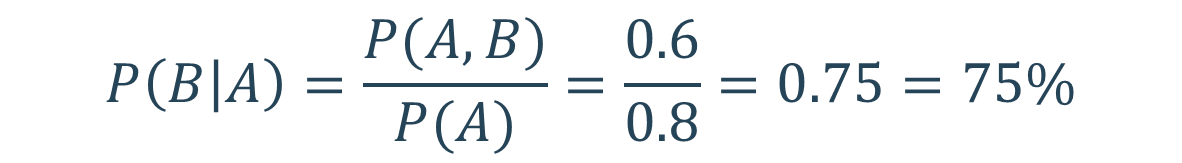 P(B|A) = P(A, B) / P(A) = 0.6 / 0.8 = 0.75 = 75%